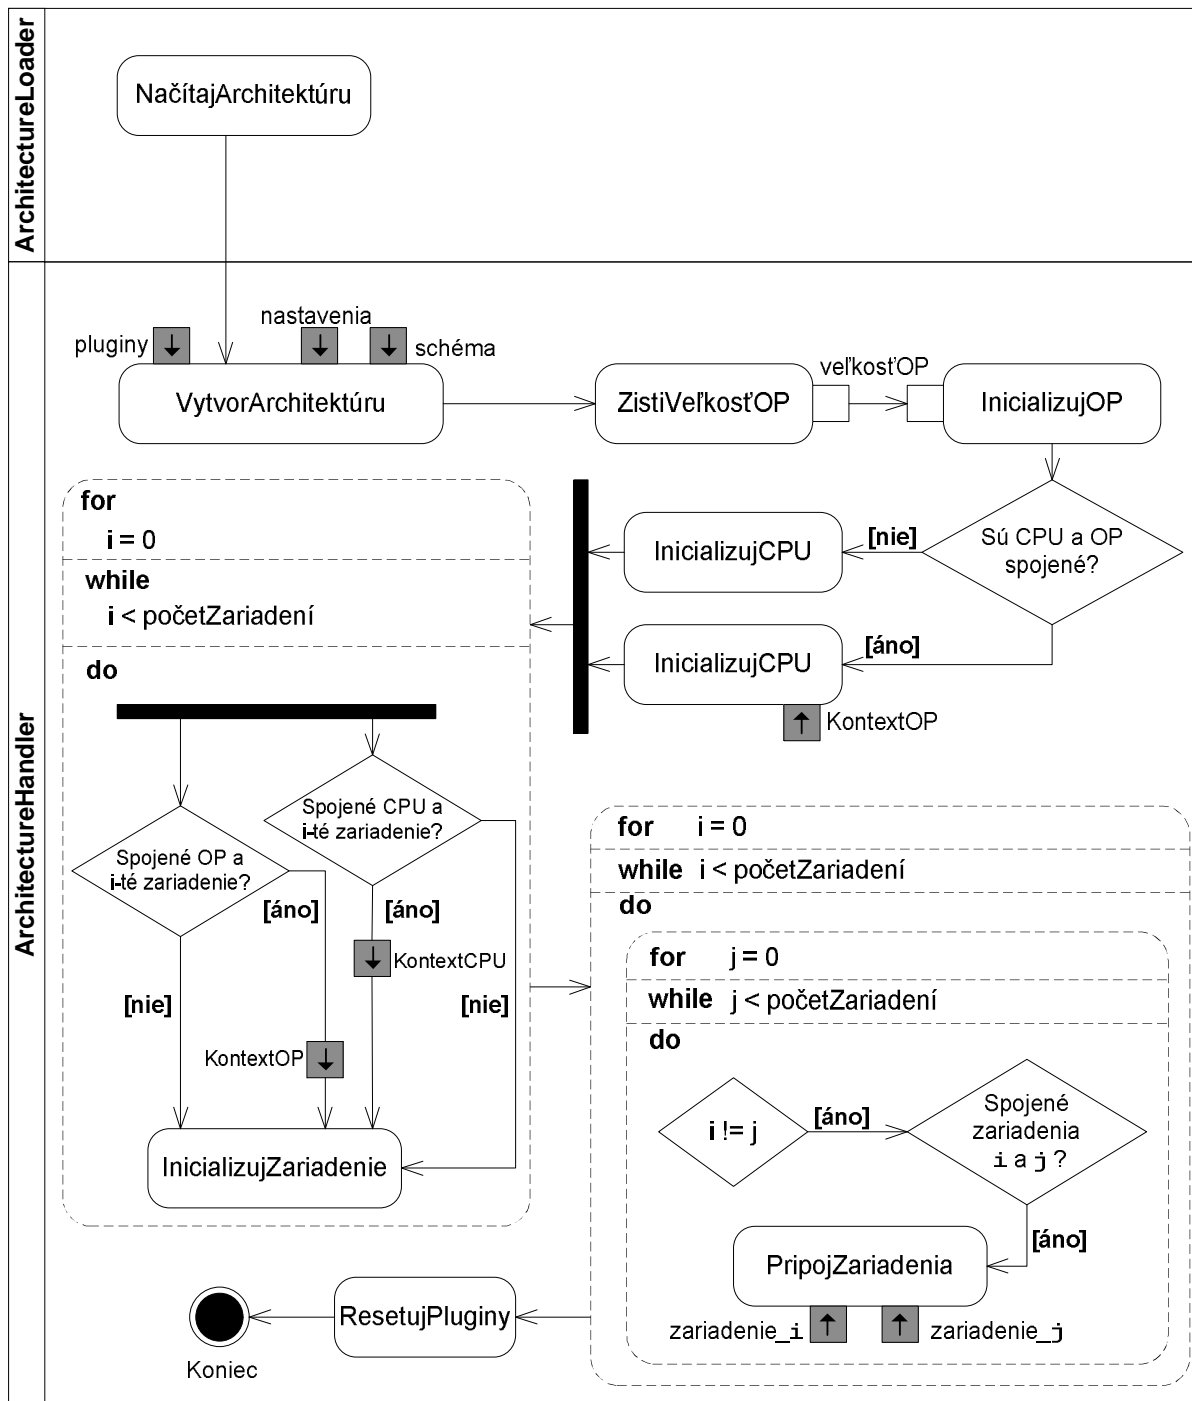 ArchitectureLoader
NačítajArchitektúru
ArchitectureHandler
pluginy
nastavenia
schéma
VytvorArchitektúru
ZistiVeľkosťOP
veľkosťOP
InicializujOP
for
i = 0
while
i < početZariadení
do
InicializujCPU
[nie]
Sú CPU a OP
spojené?
InicializujCPU
[áno]
KontextOP
Spojené CPU a
i-té zariadenie?
Spojené OP a
i-té zariadenie?
[áno]
[áno]
KontextCPU
[nie]
[nie]
KontextOP
InicializujZariadenie
for i = 0
while i < početZariadení
do
for j = 0
while j < početZariadení
do
i != j
[áno]
Spojené
zariadenia
i a j ?
[áno]
PripojZariadenia
zariadenie_i
zariadenie_j
ResetujPluginy
Koniec